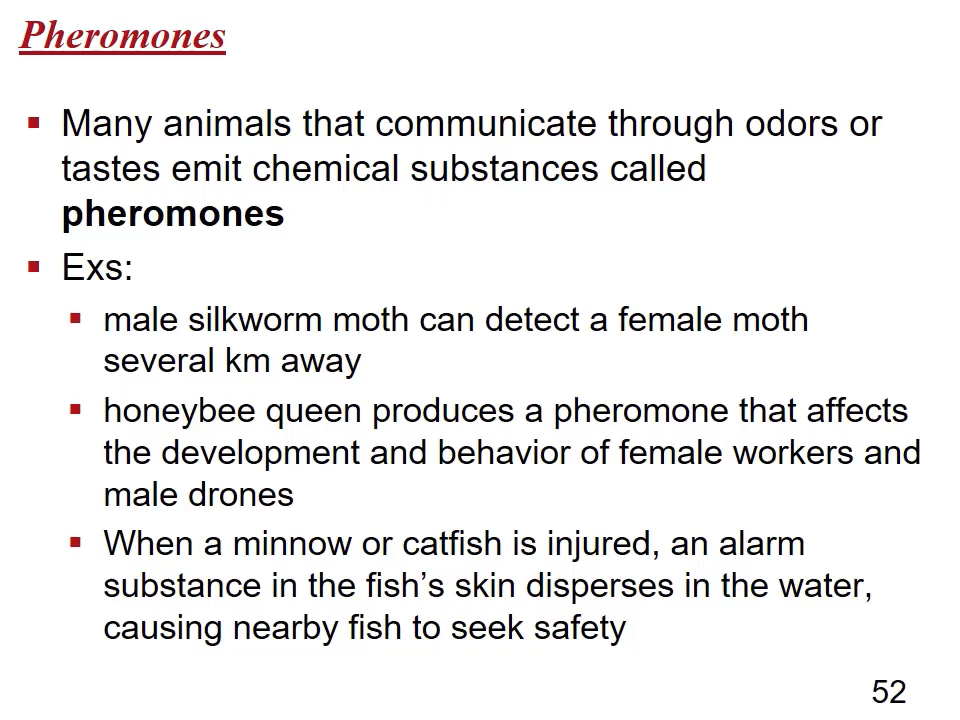 Pheromones
▪ Many animals that communicate through odors or
tastes emit chemical substances called
pheromones
▪ Exs:
▪ male silkworm moth can detect a female moth
several km away
▪ honeybee queen produces a pheromone that affects
the development and behavior of female workers and
male drones
▪ When a minnow or catfish is injured, an alarm
substance in the fish’s skin disperses in the water,
causing nearby fish to seek safety
52